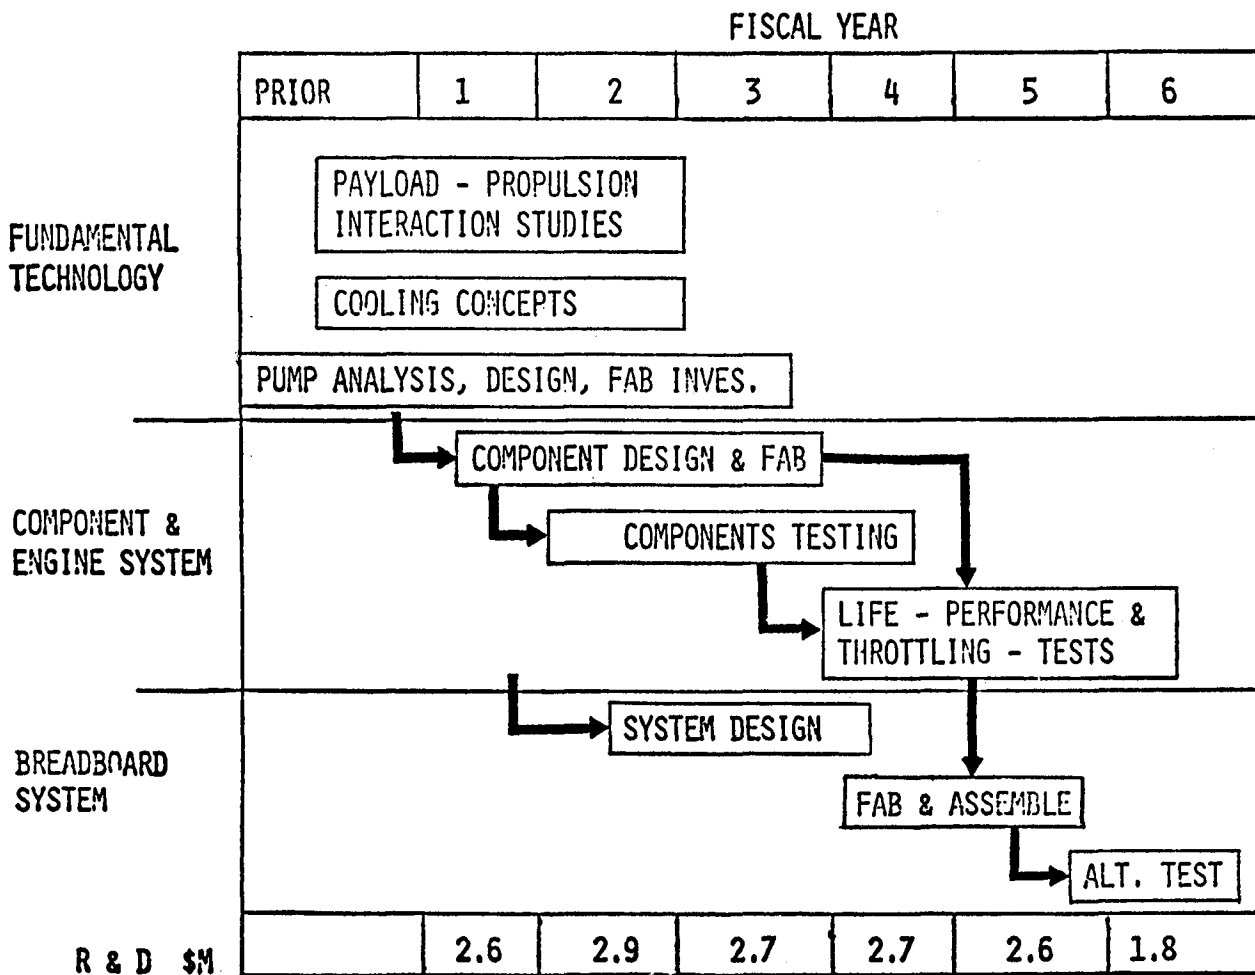 FISCAL YEAR
PRIOR 1 2 3 4 5 6
FUNDAMENTAL
TECHNOLOGY
PAYLOAD - PROPULSION
INTERACTION STUDIES
COOLING CONCEPTS
PUMP ANALYSIS, DESIGN, FAB INVES.
COMPONENT &
ENGINE SYSTEM
COMPONENT DESIGN & FAB
COMPONENTS TESTING
LIFE - PERFORMANCE &
THROTTLING - TESTS
BREADBOARD
SYSTEM
SYSTEM DESIGN
FAB & ASSEMBLE
ALT. TEST
R & D $M 2.6 2.9 2.7 2.7 2.6 1.8